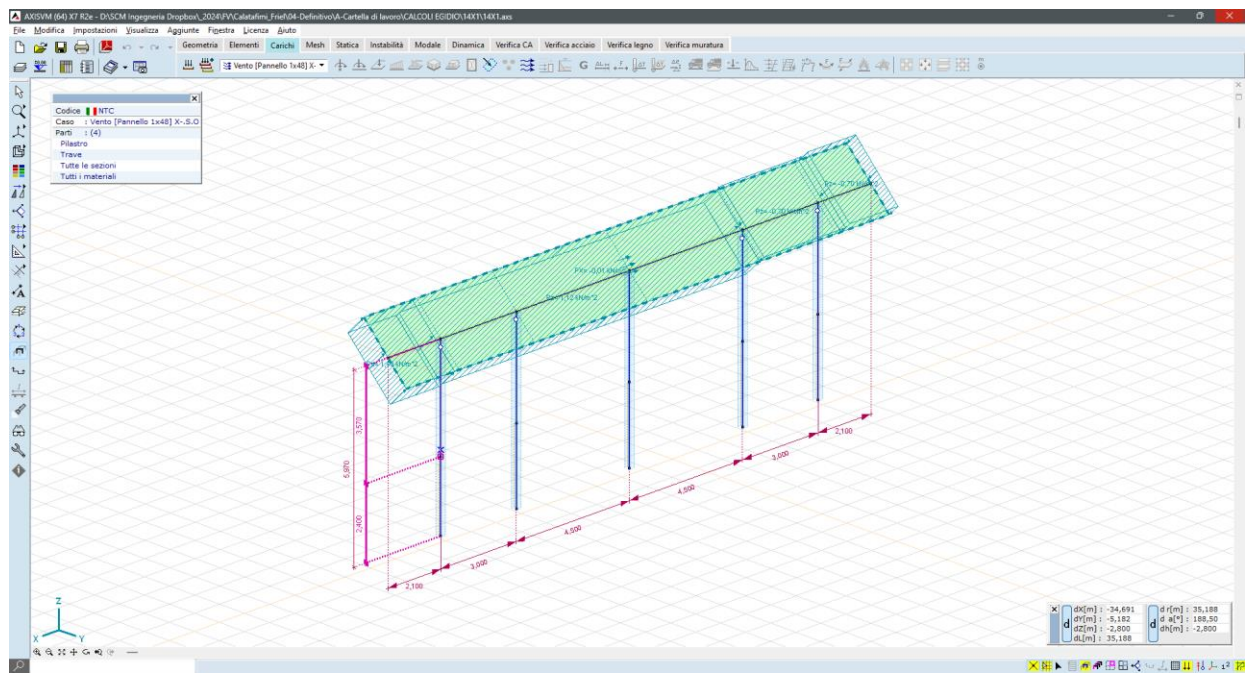 AXISVM (64) X7 R2e - D:\SCM Ingegneria Dropbox\_2024\FV\Calatafimi_Friel\04-Definitivo\A-Cartella di lavoro\CALCOLI EGIDIO\14X1\14X1.axs
File Modifica Impostazioni Visualizza Aggiunte Finestra Licenza Aiuto
Geometria Elementi Carichi Mesh Statica Instabilità Modale Dinamica Verifica CA Verifica acciaio Verifica legno Verifica muratura
Vento [Pannello 1x48] X-
Codice NTC
Caso : Vento [Pannello 1x48] X-.S.O
Parti : (4)
Pilastro
Trave
Tutte le sezioni
Tutti i materiali
3,570
5,970
2,400
2,100
3,000
4,500
4,500
3,000
2,100
Z
X
Y
dX[m] : -34,691
dY[m] : -5,182
dZ[m] : -2,800
dL[m] : 35,188
d
d r[m] : 35,188
d a[°] : 188,50
dh[m] : -2,800
d